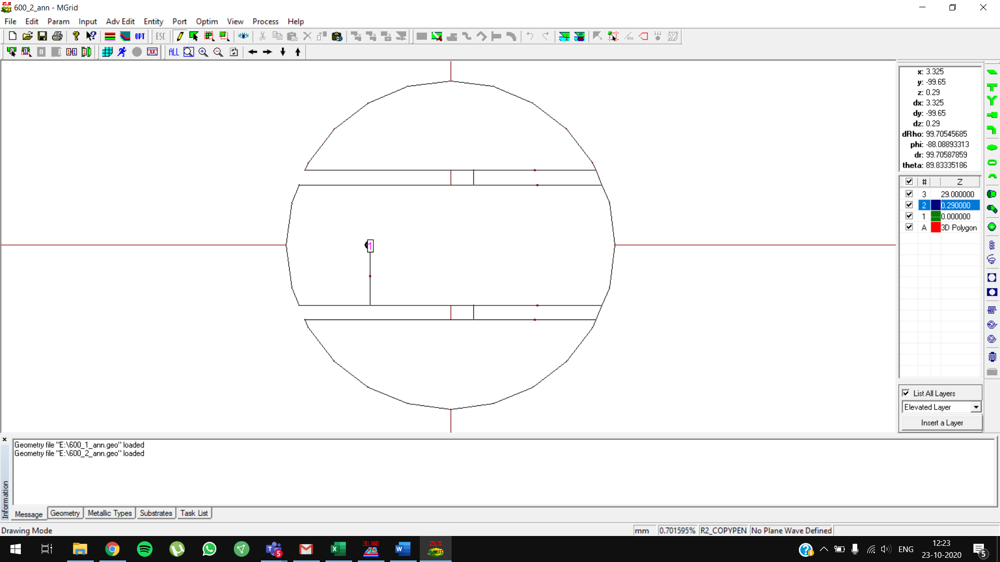 600_2_ann - MGrid
File Edit Param Input Adv Edit Entity Port Optim View Process Help
OPT ESC
ALL
x: 3.325
y: -99.65
z: 0.29
dx: 3.325
dy: -99.65
dz: 0.29
dRho: 99.70545685
phi: -88.08893313
dr: 99.70587859
theta: 89.83335186
# Z
3 29.000000
2 0.290000
1 0.000000
A 3D Polygon
1
List All Layers
Elevated Layer
Insert a Layer
Geometry file "E:\600_1_ann.geo" loaded
Geometry file "E:\600_2_ann.geo" loaded
Information
Message Geometry Metallic Types Substrates Task List
Drawing Mode
mm 0.701595% R2_COPYPEN No Plane Wave Defined
ZELAND
ZLS
5
ENG
12:23
23-10-2020
5